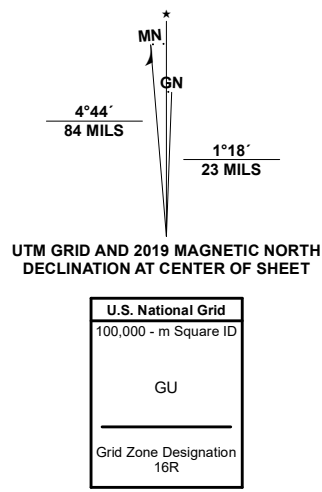 ★
MN
GN
4°44´
84 MILS
1°18´
23 MILS
UTM GRID AND 2019 MAGNETIC NORTH
DECLINATION AT CENTER OF SHEET
U.S. National Grid
100,000 - m Square ID
GU
Grid Zone Designation
16R